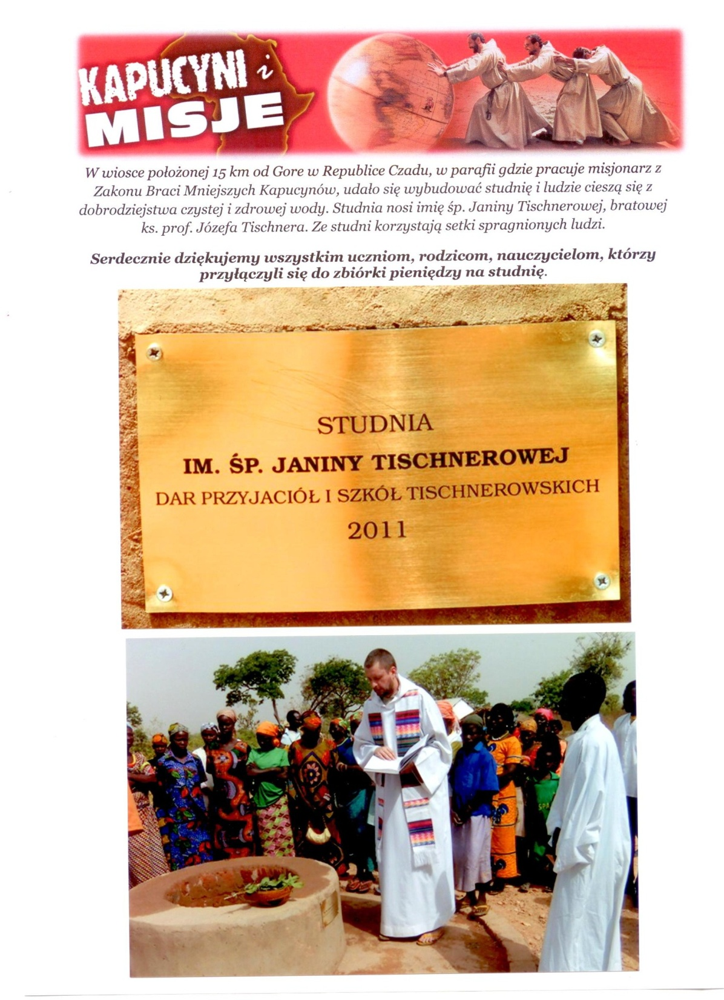 KAPUCYNI i
MISJE
W wiosce położonej 15 km od Gore w Republice Czadu, w parafii gdzie pracuje misjonarz z
Zakonu Braci Mniejszych Kapucynów, udało się wybudować studnię i ludzie cieszą się z
dobrodziejstwa czystej i zdrowej wody. Studnia nosi imię śp. Janiny Tischnerowej, bratowej
ks. prof. Józefa Tischnera. Ze studni korzystają setki spragnionych ludzi.
Serdecznie dziękujemy wszystkim uczniom, rodzicom, nauczycielom, którzy
przyłączyli się do zbiórki pieniędzy na studnię.
STUDNIA
IM. ŚP. JANINY TISCHNEROWEJ
DAR PRZYJACIÓŁ I SZKÓŁ TISCHNEROWSKICH
2011
SPA